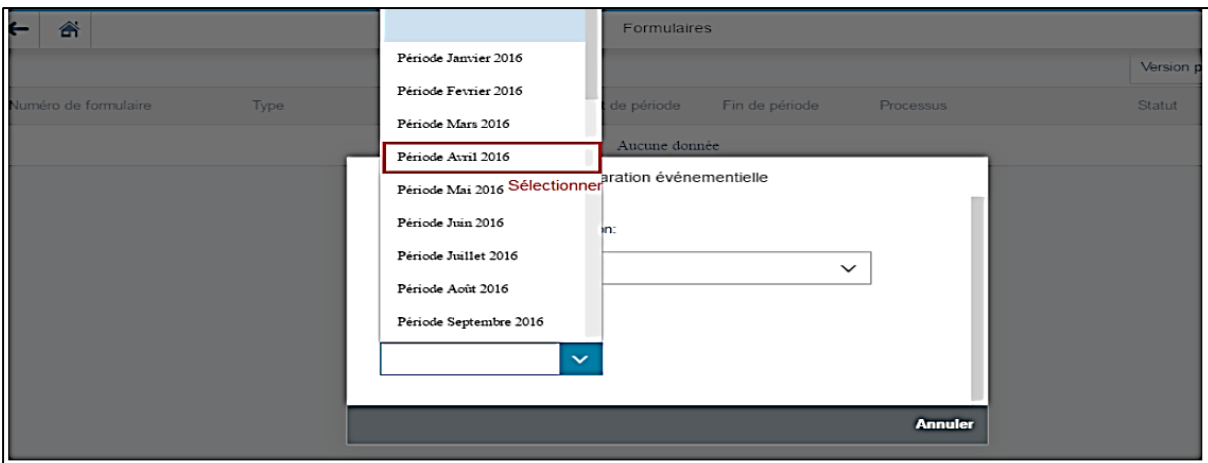 Formulaires
Version p
Numéro de formulaire Type t de période Fin de période Processus Statut
Aucune donnée
aration événementielle
on:
Période Janvier 2016
Période Fevrier 2016
Période Mars 2016
Période Avril 2016
Période Mai 2016
Sélectionner
Période Juin 2016
Période Juillet 2016
Période Août 2016
Période Septembre 2016
Annuler